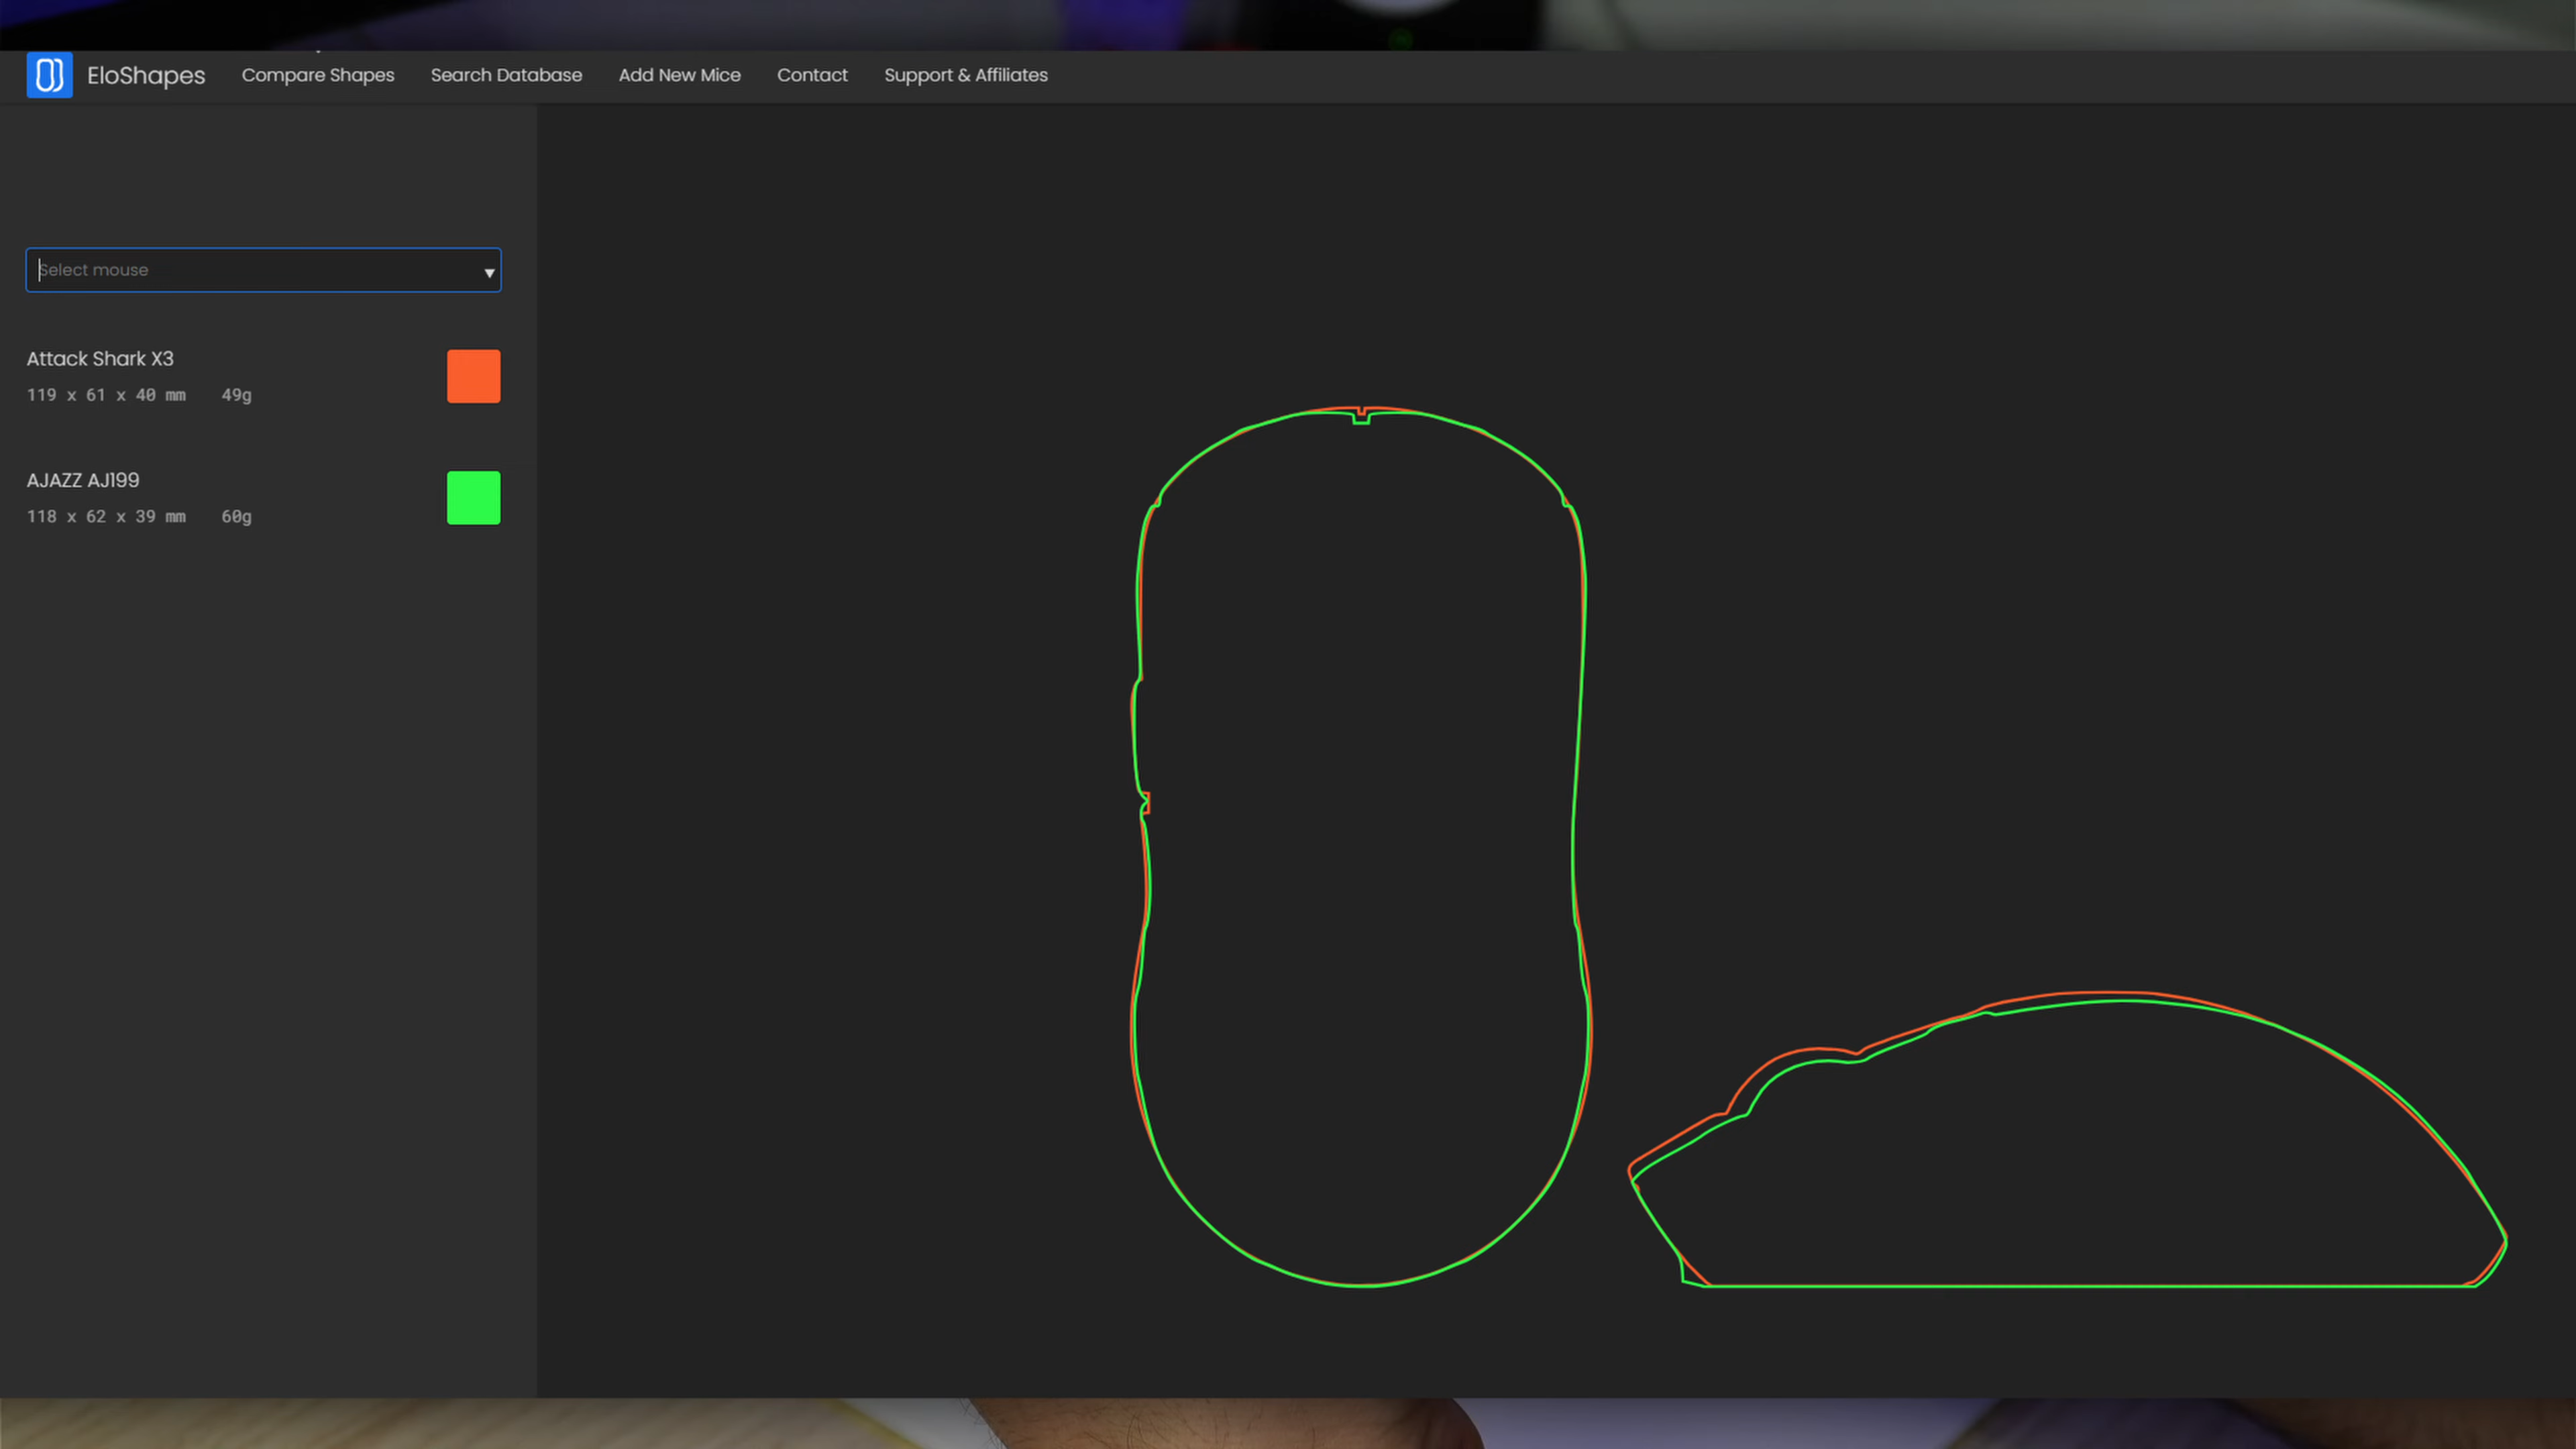 EloShapes Compare Shapes Search Database Add New Mice Contact Support & Affiliates
Select mouse
Attack Shark X3
119 x 61 x 40 mm 49g
AJAZZ AJ199
118 x 62 x 39 mm 60g